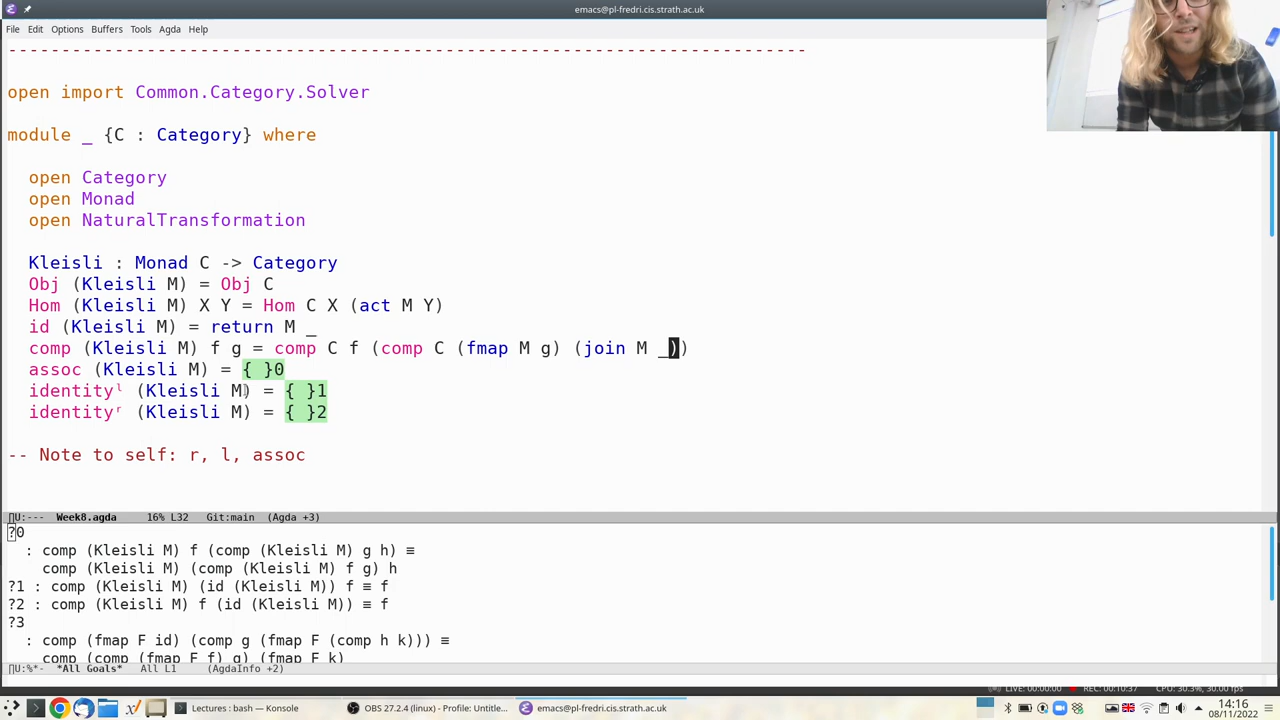 emacs@pl-fredri.cis.strath.ac.uk
File Edit Options Buffers Tools Agda Help
---------------------------------------------------------------------------
open import Common.Category.Solver
module _ {C : Category} where
open Category
open Monad
open NaturalTransformation
Kleisli : Monad C -> Category
Obj (Kleisli M) = Obj C
Hom (Kleisli M) X Y = Hom C X (act M Y)
id (Kleisli M) = return M _
comp (Kleisli M) f g = comp C f (comp C (fmap M g) (join M _))
assoc (Kleisli M) = { }0
identityˡ (Kleisli M) = { }1
identityʳ (Kleisli M) = { }2
-- Note to self: r, l, assoc
U:--- Week8.agda 16% L32 Git:main (Agda +3)
?0
: comp (Kleisli M) f (comp (Kleisli M) g h) ≡
comp (Kleisli M) (comp (Kleisli M) f g) h
?1 : comp (Kleisli M) (id (Kleisli M)) f ≡ f
?2 : comp (Kleisli M) f (id (Kleisli M)) ≡ f
?3
: comp (fmap F id) (comp g (fmap F (comp h k))) ≡
comp (comp (fmap F f) g) (fmap F k)
U:%*- *All Goals* All L1 (AgdaInfo +2)
LIVE: 00:00:00 REC: 00:10:37 CPU: 30.3%, 30.00 fps
Lectures : bash — Konsole OBS 27.2.4 (linux) - Profile: Untitle... emacs@pl-fredri.cis.strath.ac.uk 14:16
08/11/2022